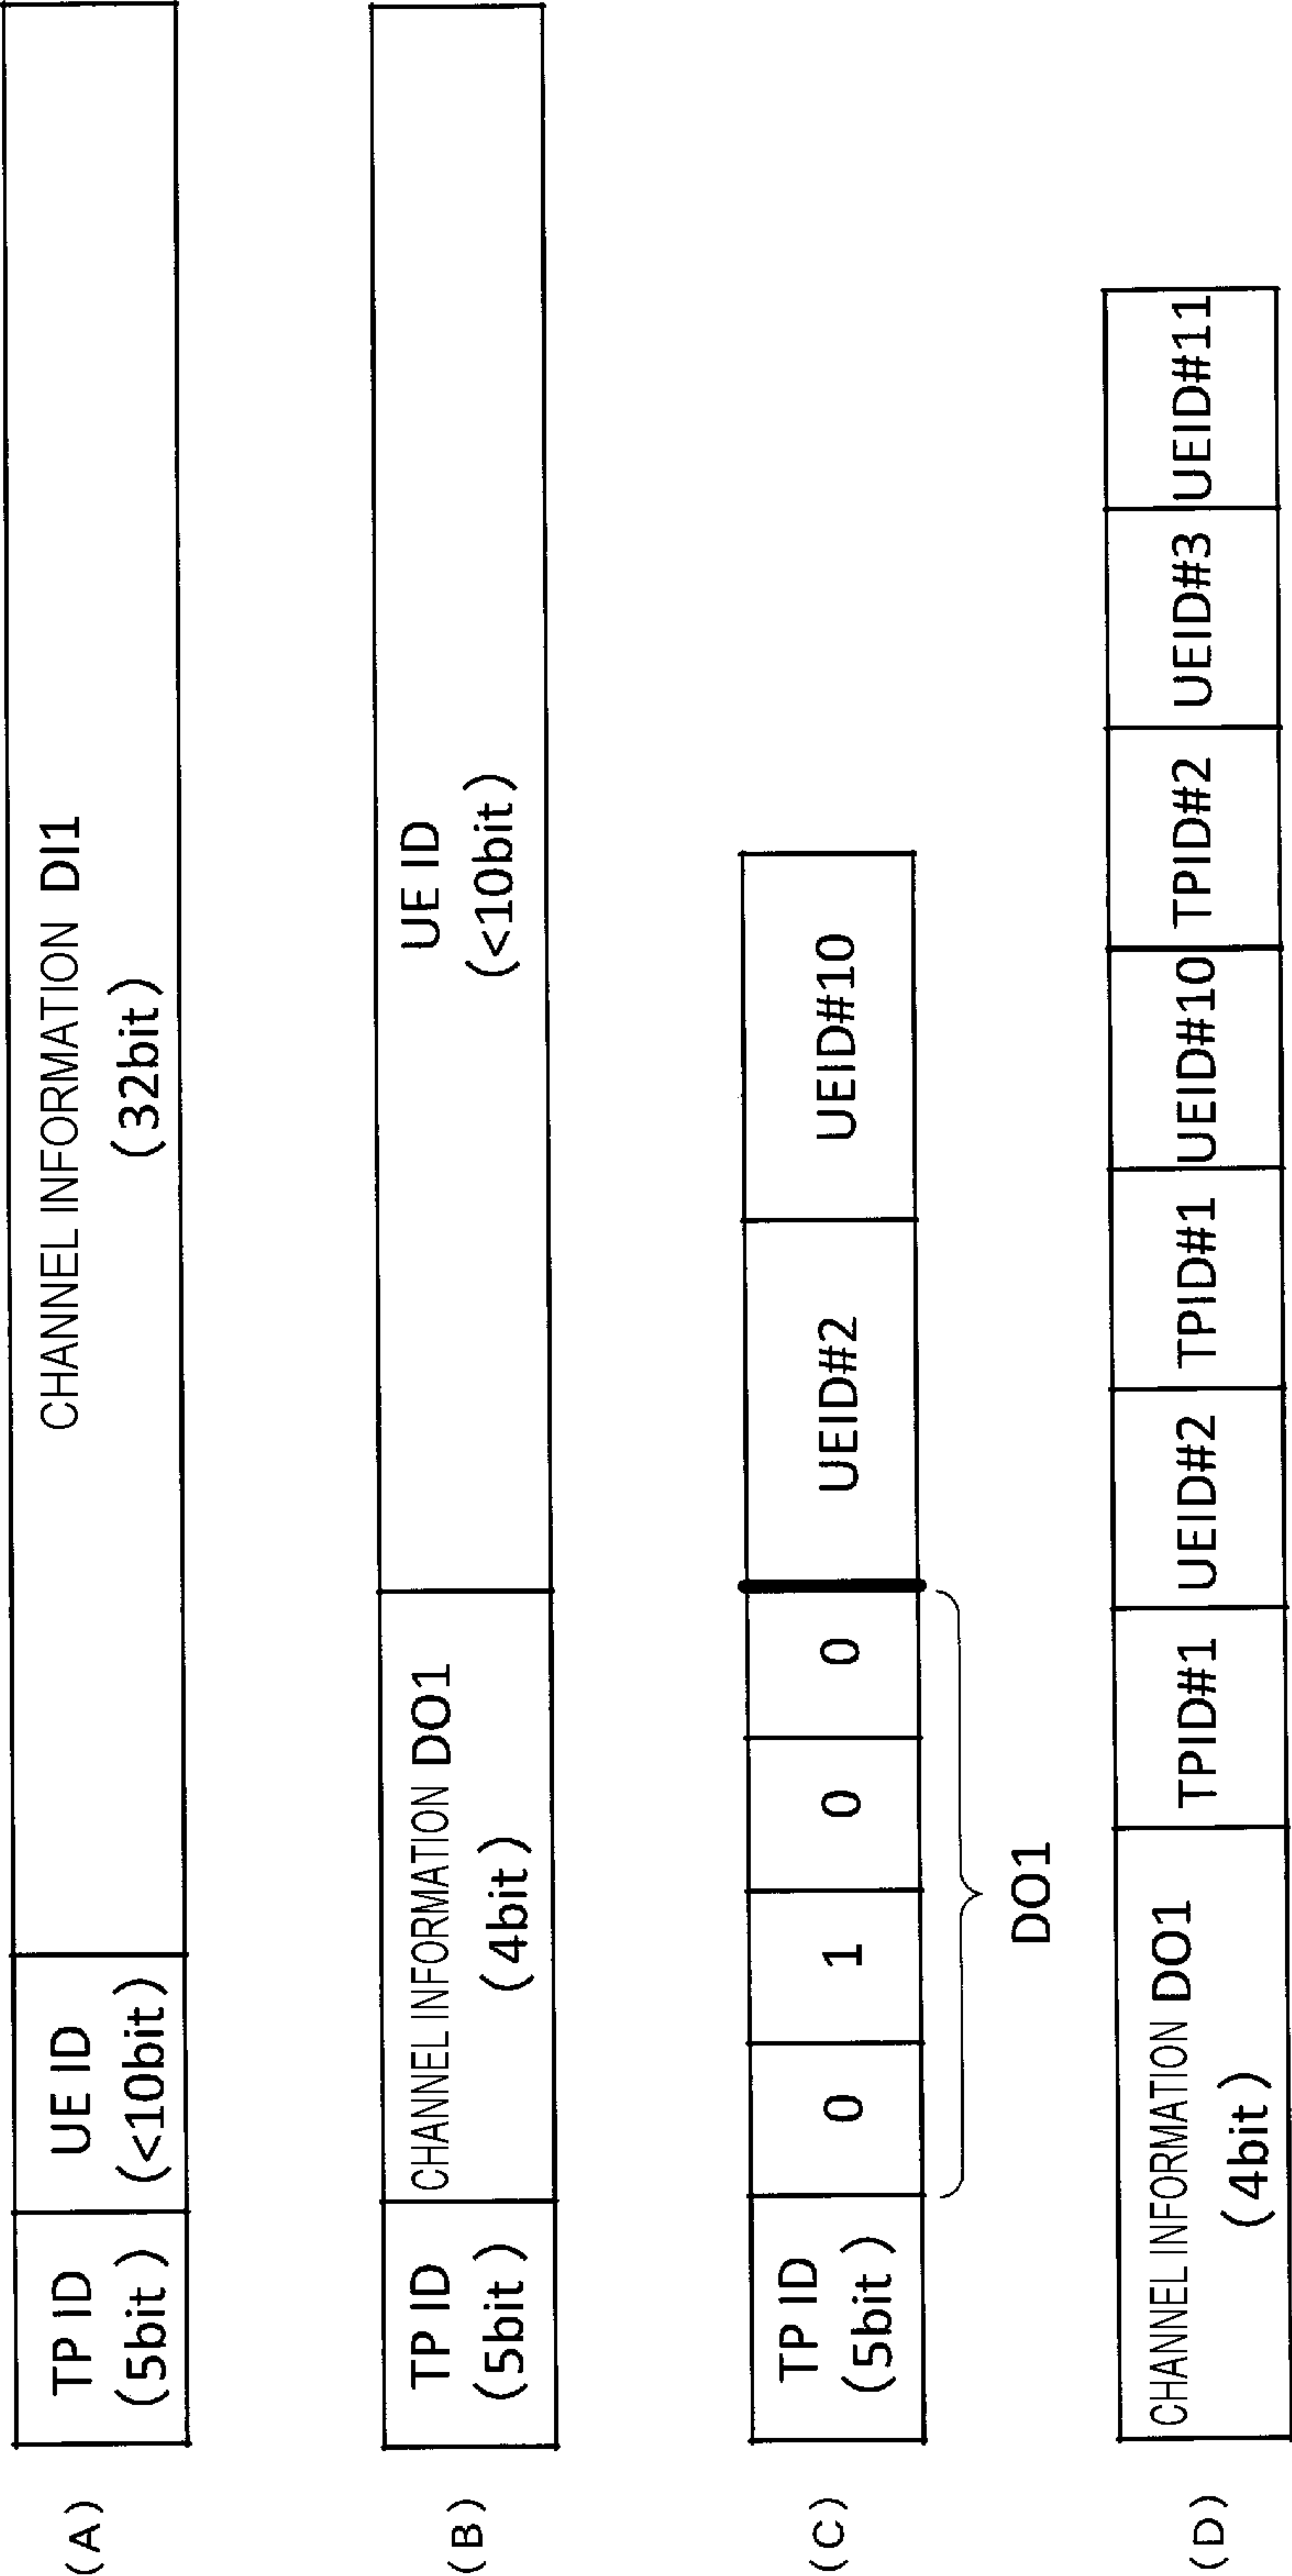 (A)
TP ID
(5bit)
UE ID
(<10bit)
CHANNEL INFORMATION DI1
(32bit)
(B)
TP ID
(5bit)
CHANNEL INFORMATION DO1
(4bit)
UE ID
(<10bit)
(C)
TP ID
(5bit)
0
1
0
0
UEID#2
UEID#10
DO1
(D)
CHANNEL INFORMATION DO1
(4bit)
TPID#1
UEID#2
TPID#1
UEID#10
TPID#2
UEID#3
UEID#11